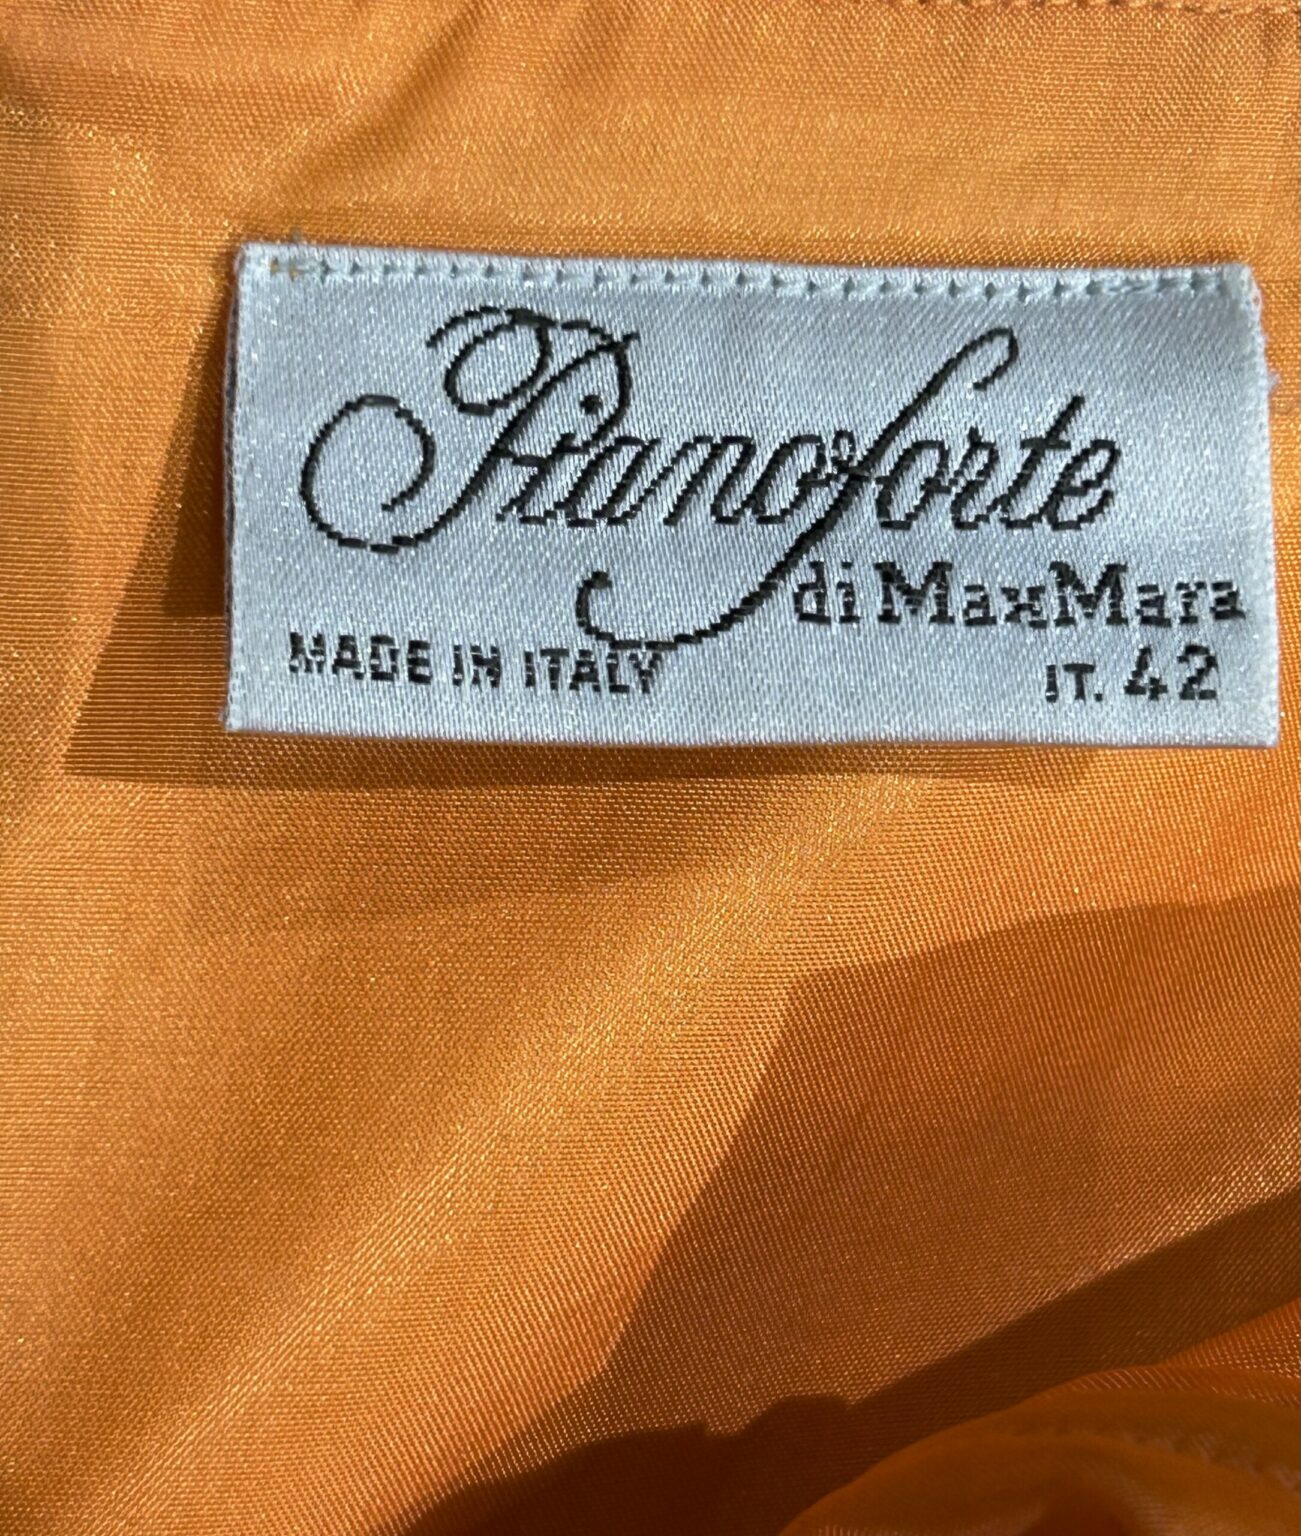 Pianoforte
di MaxMara
MADE IN ITALY
IT. 42